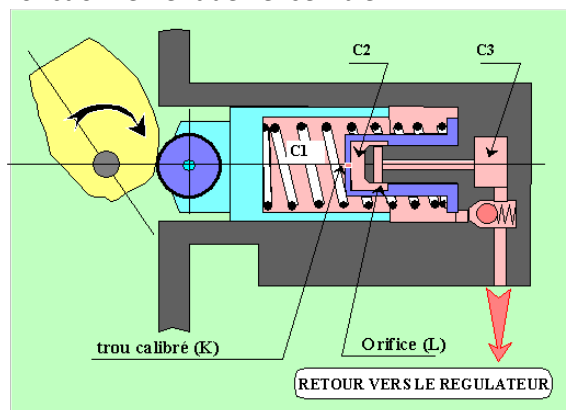 C2
C3
C1
trou calibré (K)
Orifice (L)
RETOUR VERS LE REGULATEUR